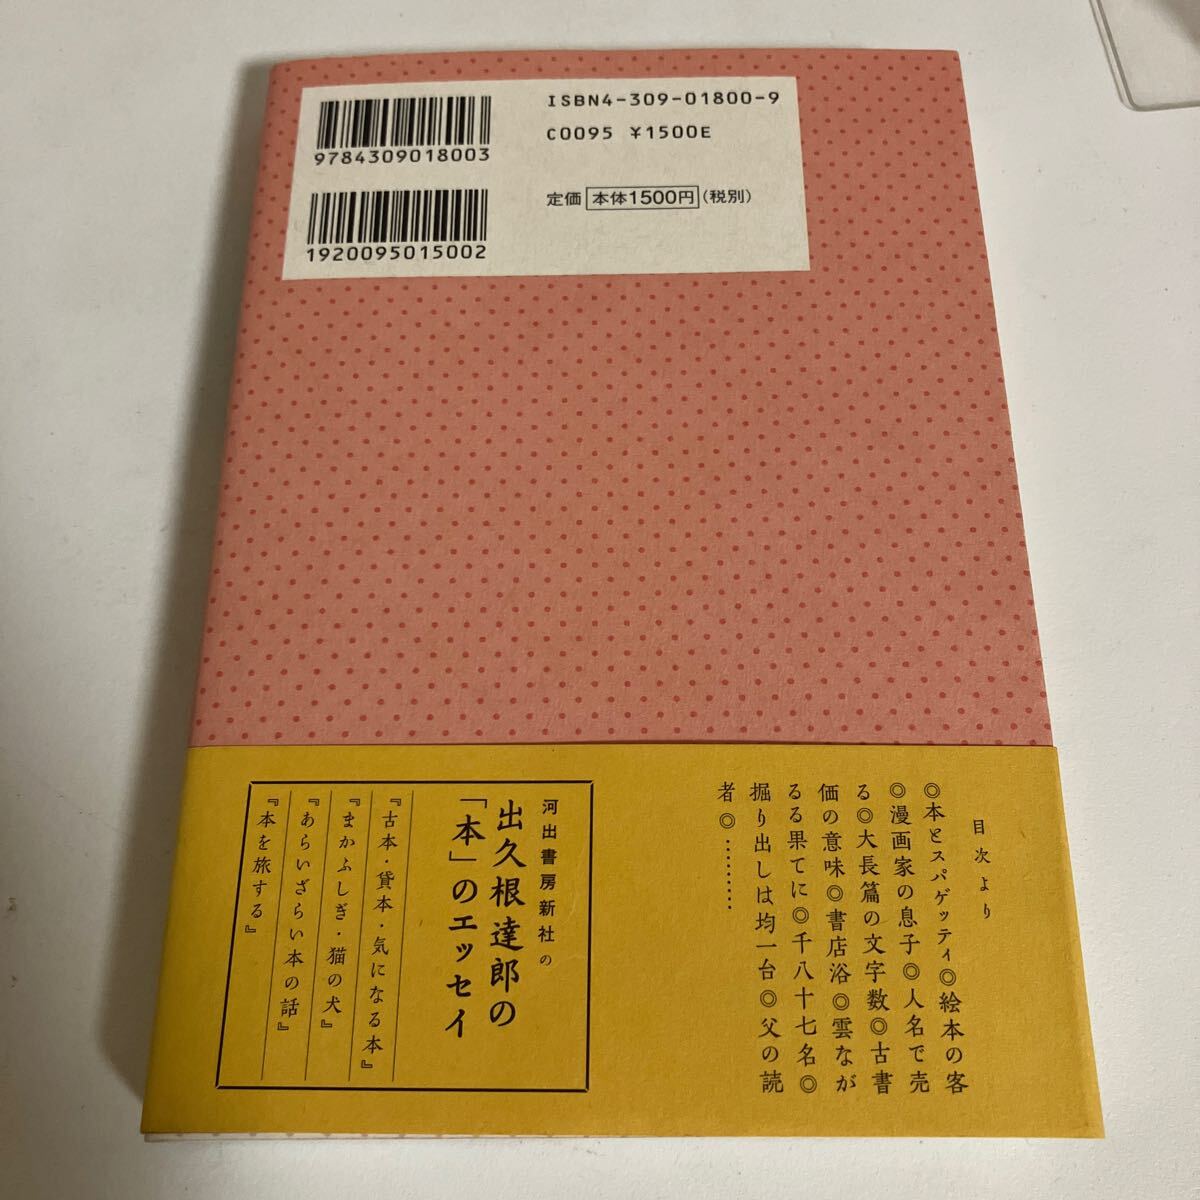 9784309018003
1920095015002
ISBN4-309-01800-9
C0095 ¥1500E
定価 本体1500円(税別)
目次より
◎本とスパゲッティ◎絵本の客
◎漫画家の息子◎人名で売
る◎大長篇の文字数◎古書
価の意味◎書店浴◎雲なが
るる果てに◎千八十七名◎
掘り出しは均一台◎父の読
者◎………
河出書房新社の
出久根達郎の
「本」のエッセイ
『古本・貸本・気になる本』
『まかふしぎ・猫の犬』
『あらいざらい本の話』
『本を旅する』